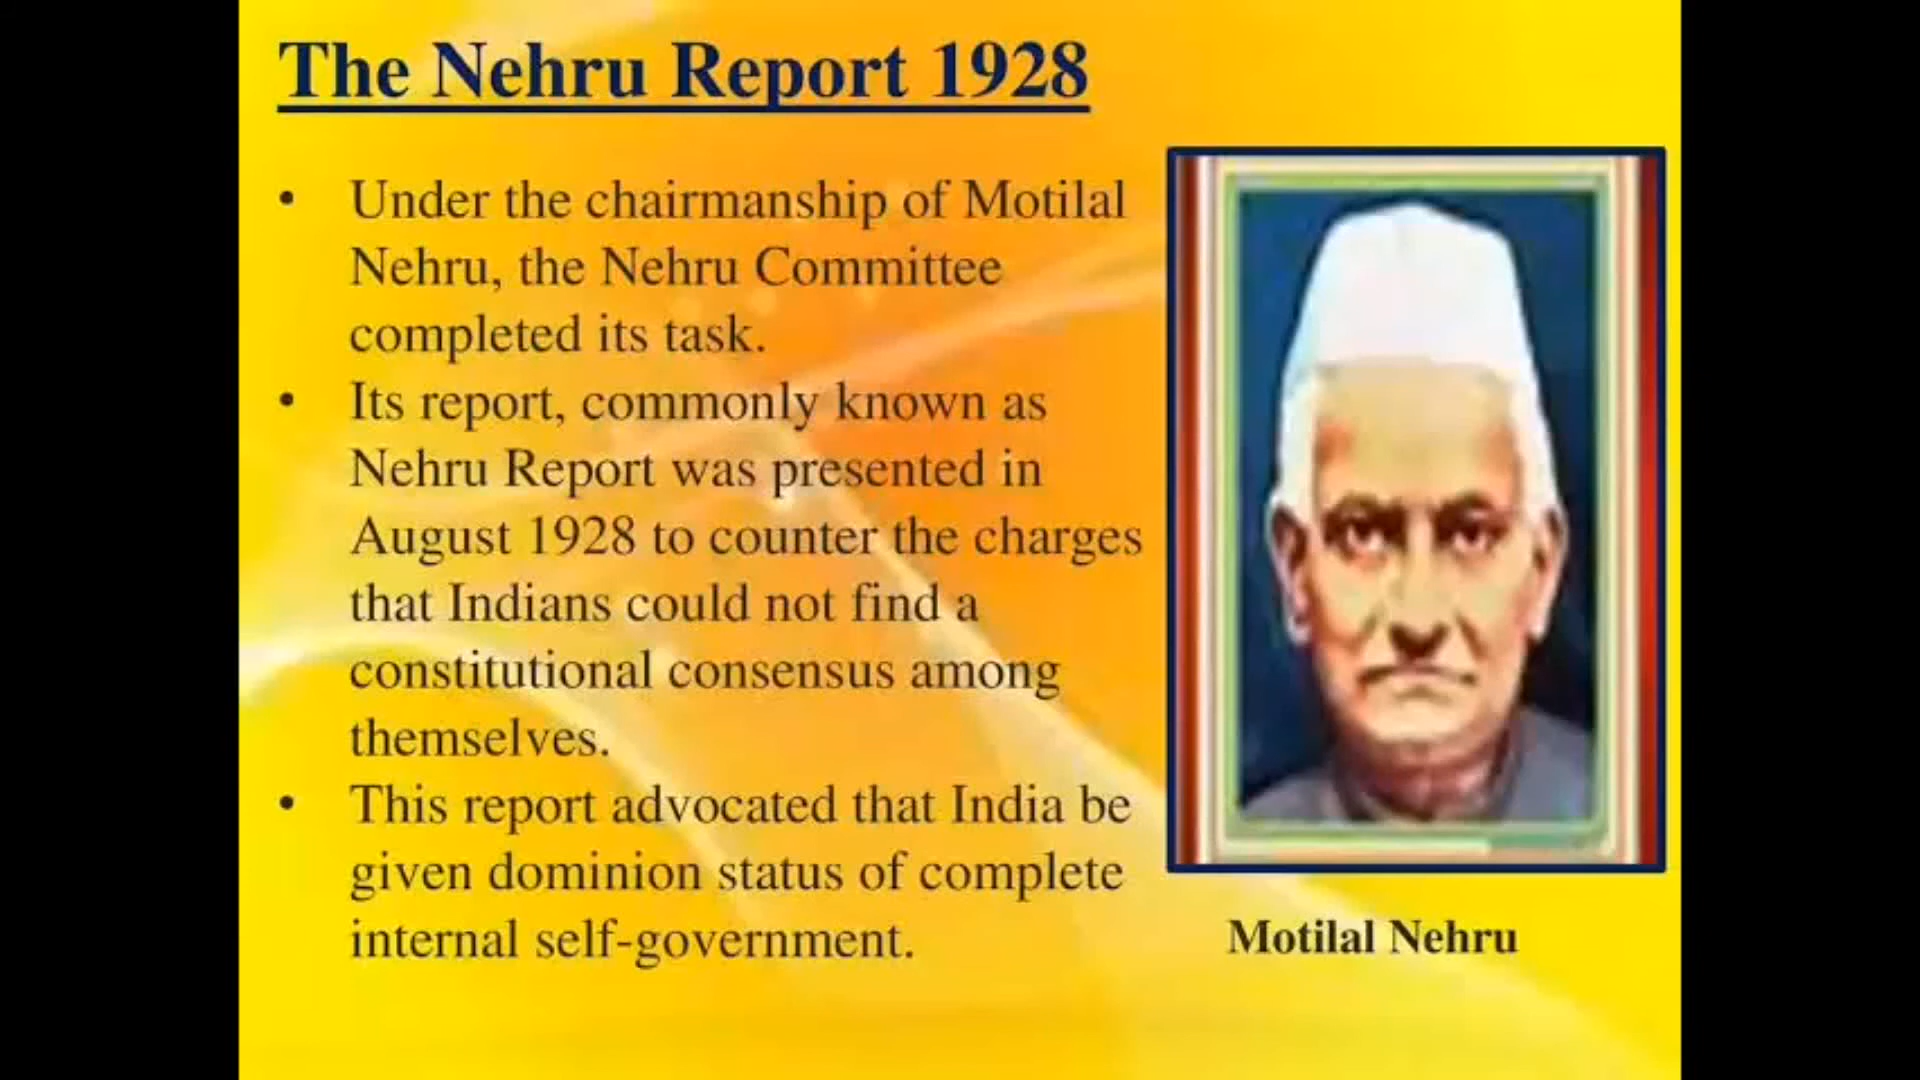 The Nehru Report 1928
• Under the chairmanship of Motilal
Nehru, the Nehru Committee
completed its task.
• Its report, commonly known as
Nehru Report was presented in
August 1928 to counter the charges
that Indians could not find a
constitutional consensus among
themselves.
• This report advocated that India be
given dominion status of complete
internal self-government.
Motilal Nehru